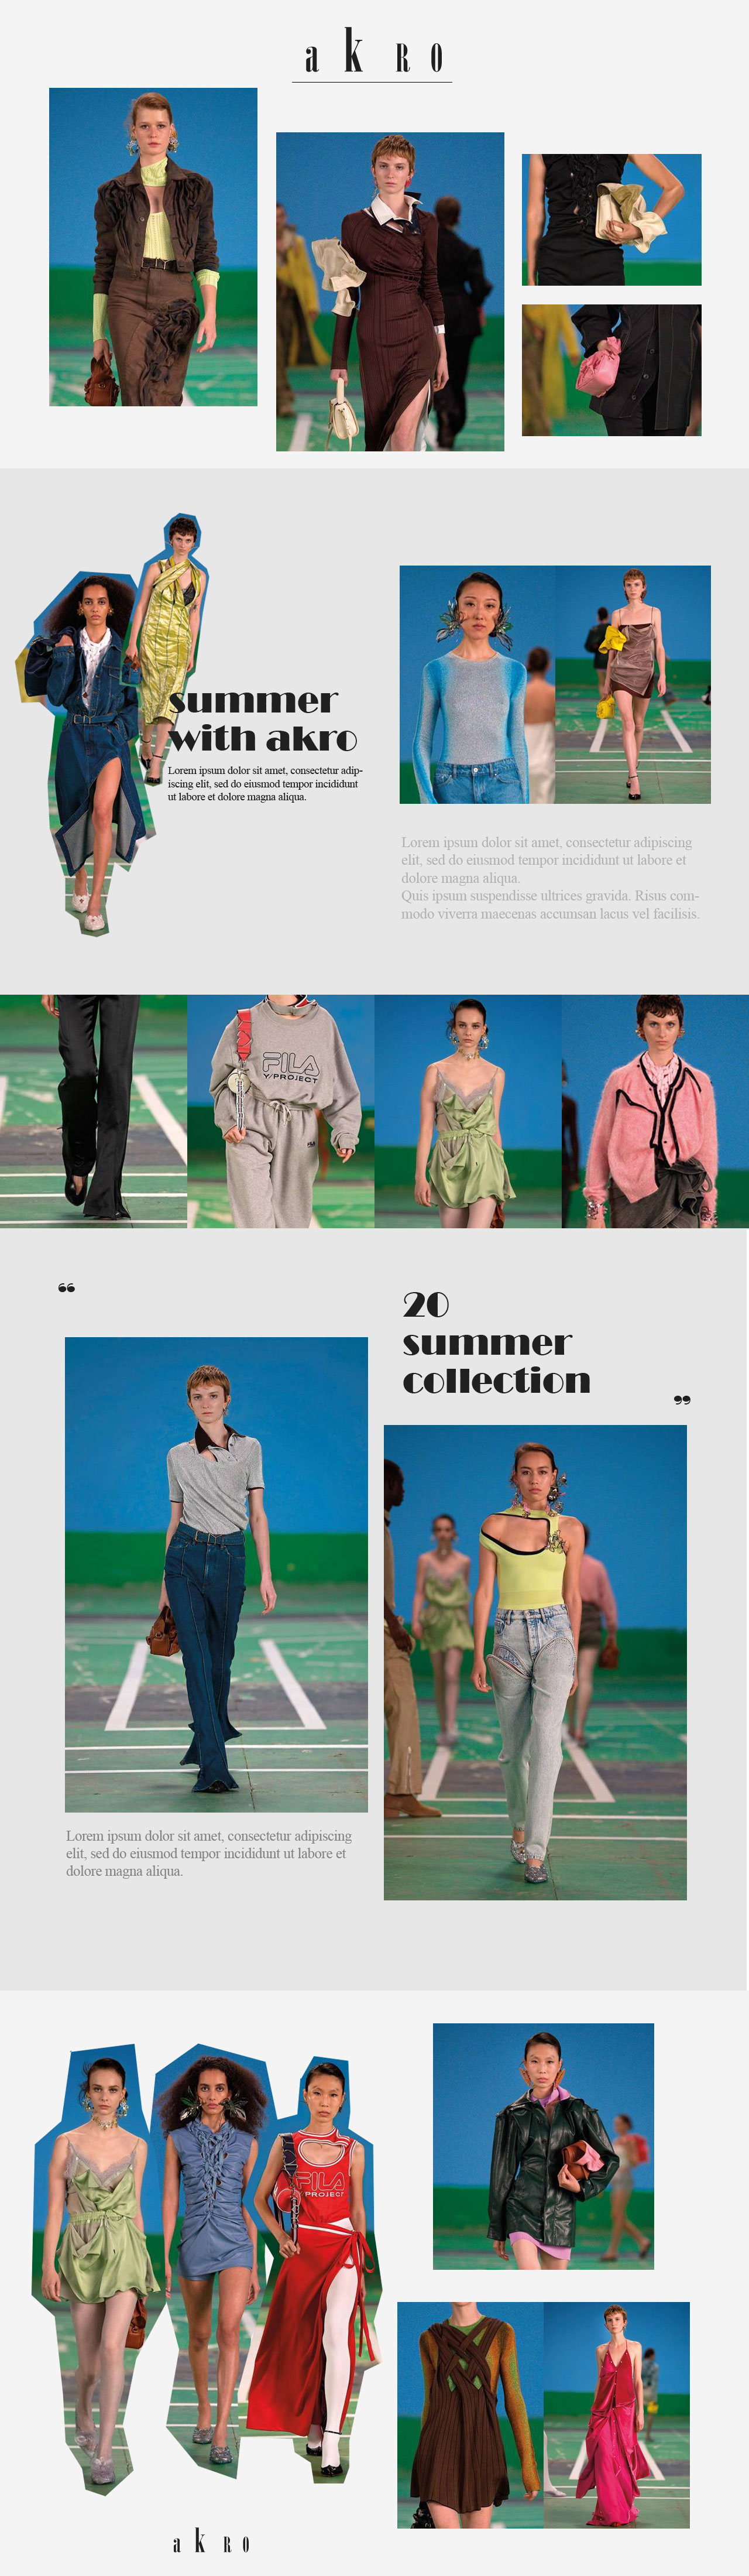 akRO
summer
with akro
Lorem ipsum dolor sit amet, consectetur adip-
iscing elit, sed do eiusmod tempor incididunt
ut labore et dolore magna aliqua.
Lorem ipsum dolor sit amet, consectetur adipiscing
elit, sed do eiusmod tempor incididunt ut labore et
dolore magna aliqua.
Quis ipsum suspendisse ultrices gravida. Risus com-
modo viverra maecenas accumsan lacus vel facilisis.
FILA
Y/PROJECT
FILA
“
20
summer
collection
”
Lorem ipsum dolor sit amet, consectetur adipiscing
elit, sed do eiusmod tempor incididunt ut labore et
dolore magna aliqua.
FILA
PROJECT
akRO